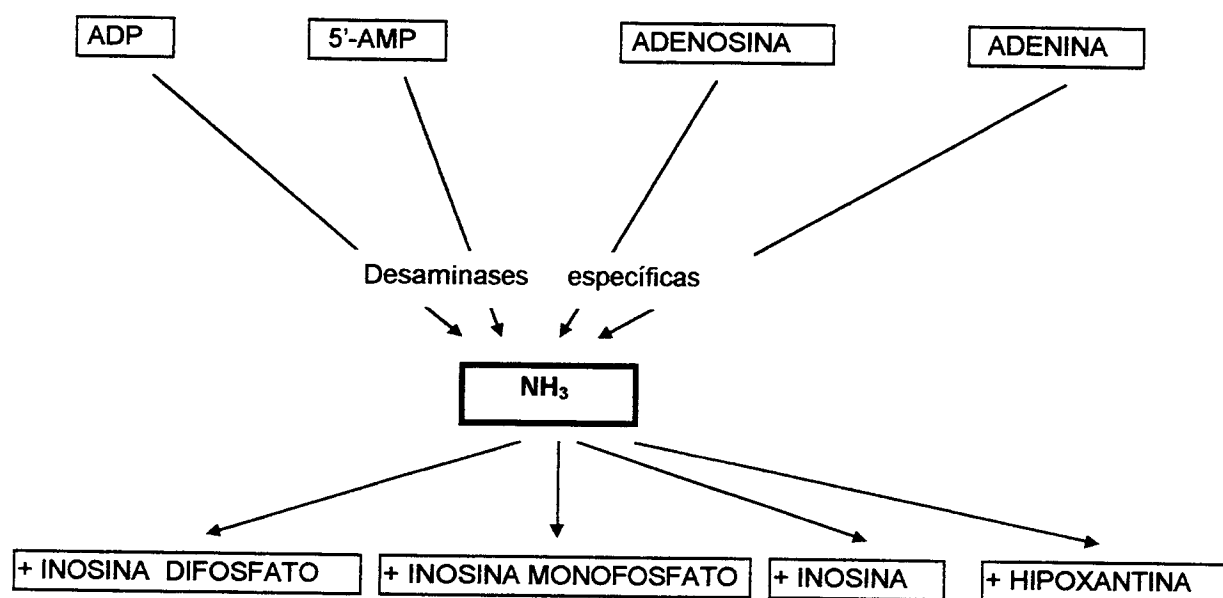 ADP
5'-AMP
ADENOSINA
ADENINA
Desaminases específicas
NH₃
+ INOSINA DIFOSFATO
+ INOSINA MONOFOSFATO
+ INOSINA
+ HIPOXANTINA